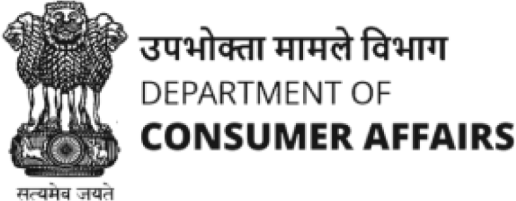 उपभोक्ता मामले विभाग
DEPARTMENT OF
CONSUMER AFFAIRS
सत्यमेव जयते